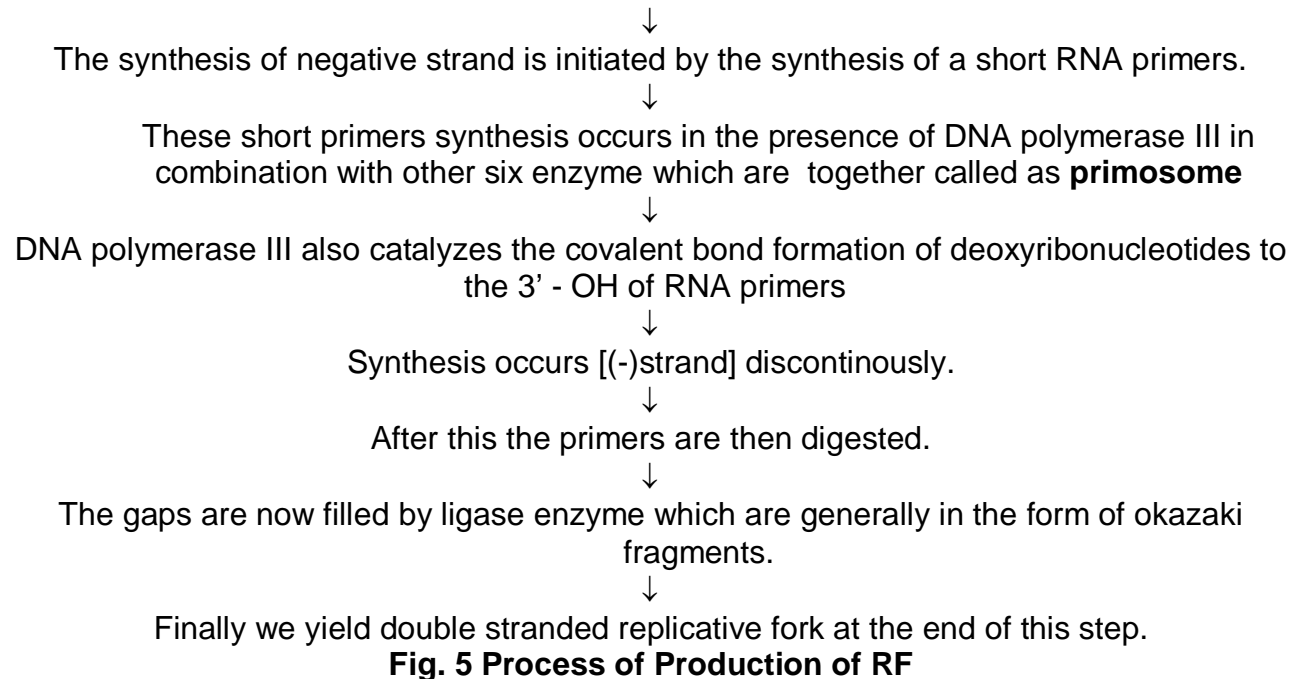 ↓
The synthesis of negative strand is initiated by the synthesis of a short RNA primers.
↓
These short primers synthesis occurs in the presence of DNA polymerase III in
combination with other six enzyme which are together called as primosome
↓
DNA polymerase III also catalyzes the covalent bond formation of deoxyribonucleotides to
the 3’ - OH of RNA primers
↓
Synthesis occurs [(-)strand] discontinously.
↓
After this the primers are then digested.
↓
The gaps are now filled by ligase enzyme which are generally in the form of okazaki
fragments.
↓
Finally we yield double stranded replicative fork at the end of this step.
Fig. 5 Process of Production of RF